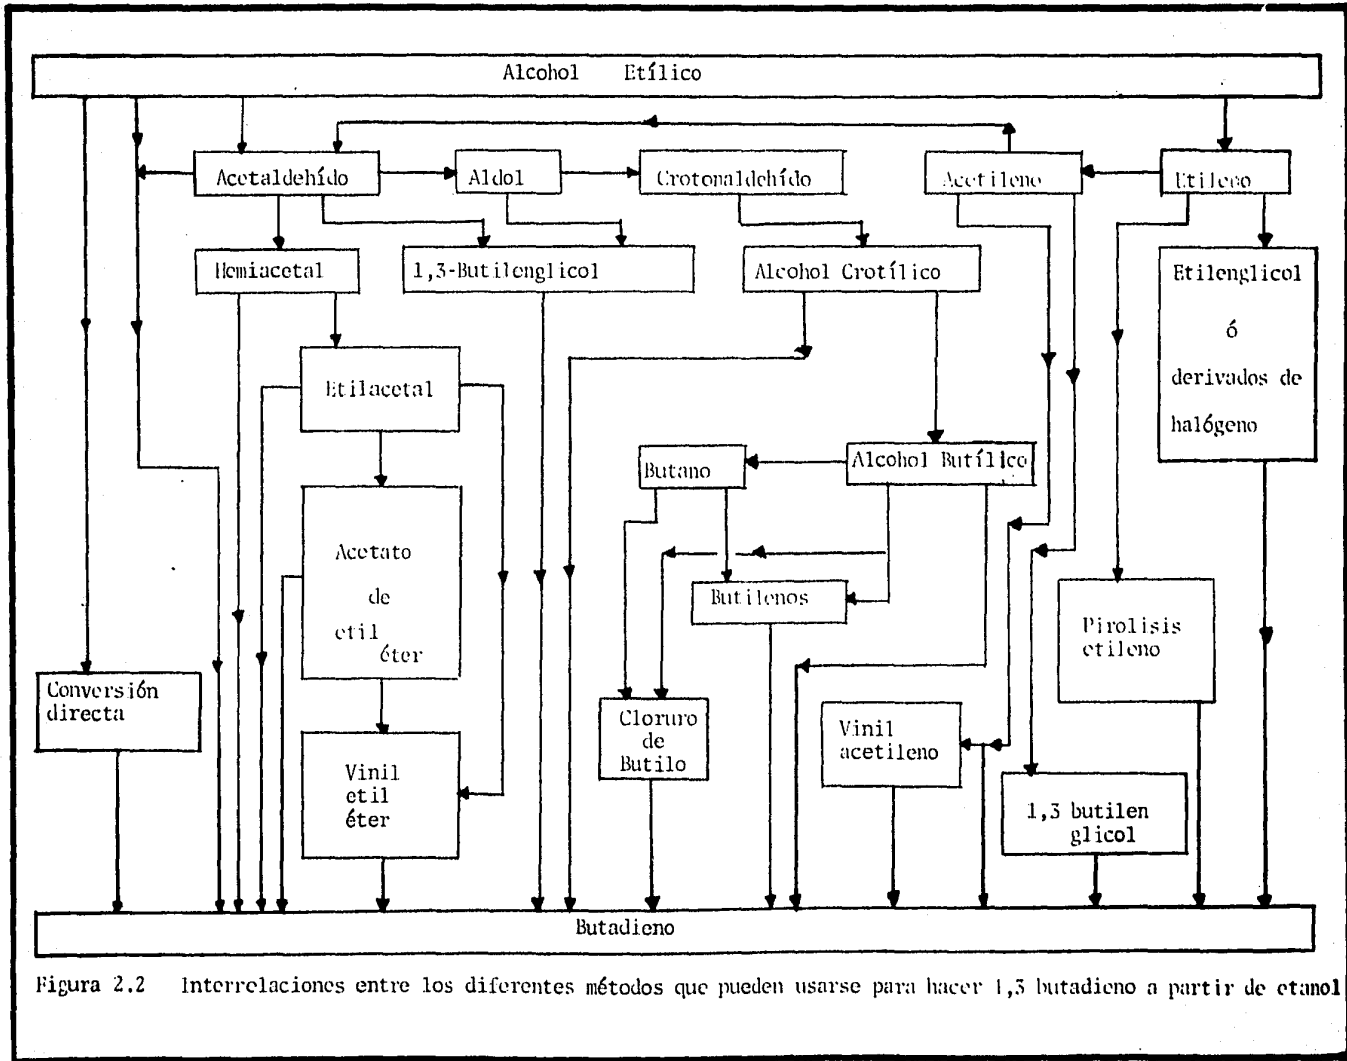 Alcohol Etílico
Acetaldehído
Aldol
Crotonaldehído
Acetileno
Etileno
Hemiacetal
1,3-Butilenglicol
Alcohol Crotílico
Etilenglicol
ó
derivados de
halógeno
Etilacetal
Butano
Alcohol Butílico
Acetato
de
etil
éter
Butilenos
Pirolisis
etileno
Conversión
directa
Cloruro
de
Butilo
Vinil
acetileno
Vinil
etil
éter
1,3 butilen
glicol
Butadieno
Figura 2.2 Interrelaciones entre los diferentes métodos que pueden usarse para hacer 1,3 butadieno a partir de etanol